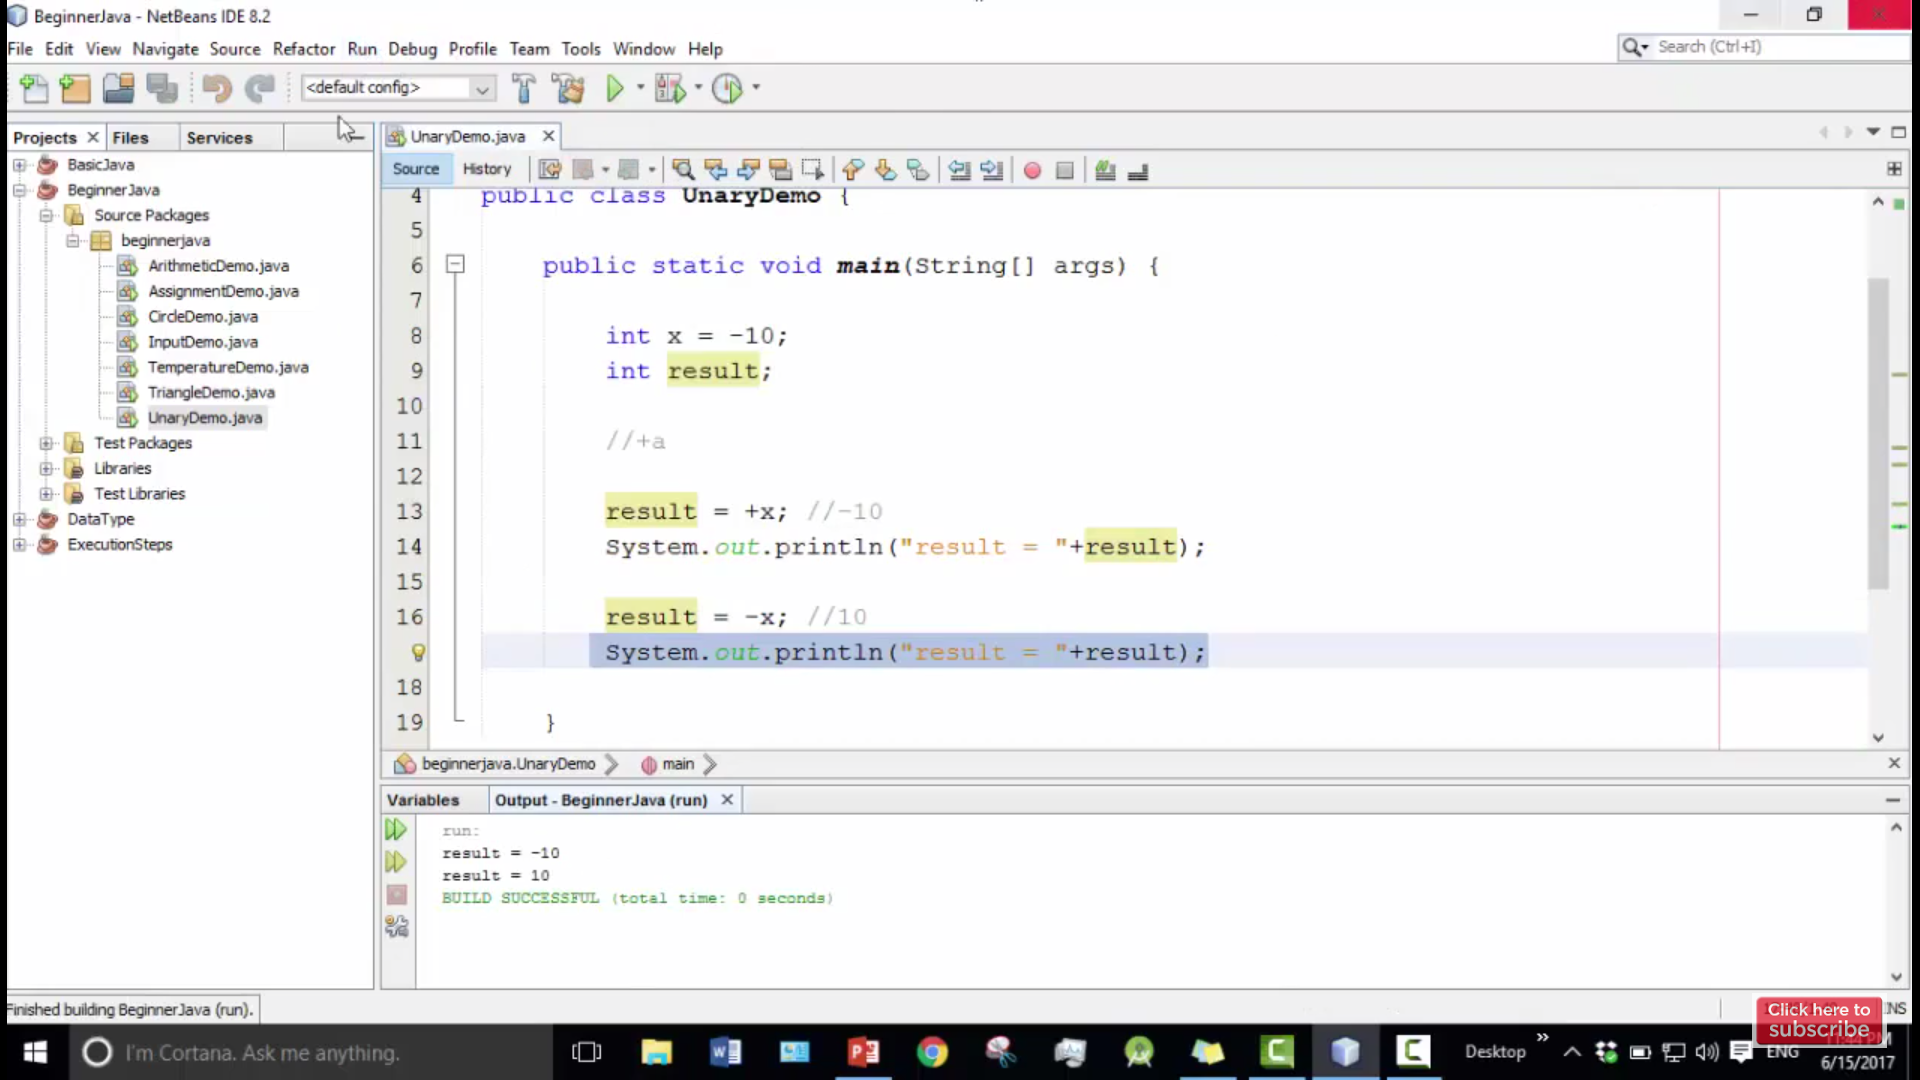 BeginnerJava - NetBeans IDE 8.2
File Edit View Navigate Source Refactor Run Debug Profile Team Tools Window Help
Search (Ctrl+I)
<default config>
Projects Files Services
UnaryDemo.java
Source History
BasicJava
BeginnerJava
Source Packages
beginnerjava
ArithmeticDemo.java
AssignmentDemo.java
CircleDemo.java
InputDemo.java
TemperatureDemo.java
TriangleDemo.java
UnaryDemo.java
Test Packages
Libraries
Test Libraries
DataType
ExecutionSteps
4 public class UnaryDemo {
5
6 public static void main(String[] args) {
7
8 int x = -10;
9 int result;
10
11 //+a
12
13 result = +x; //-10
14 System.out.println("result = "+result);
15
16 result = -x; //10
System.out.println("result = "+result);
18
19 }
beginnerjava.UnaryDemo main
Variables Output - BeginnerJava (run)
run:
result = -10
result = 10
BUILD SUCCESSFUL (total time: 0 seconds)
Finished building BeginnerJava (run).
Click here to
subscribe
I'm Cortana. Ask me anything.
Desktop
ENG
6/15/2017